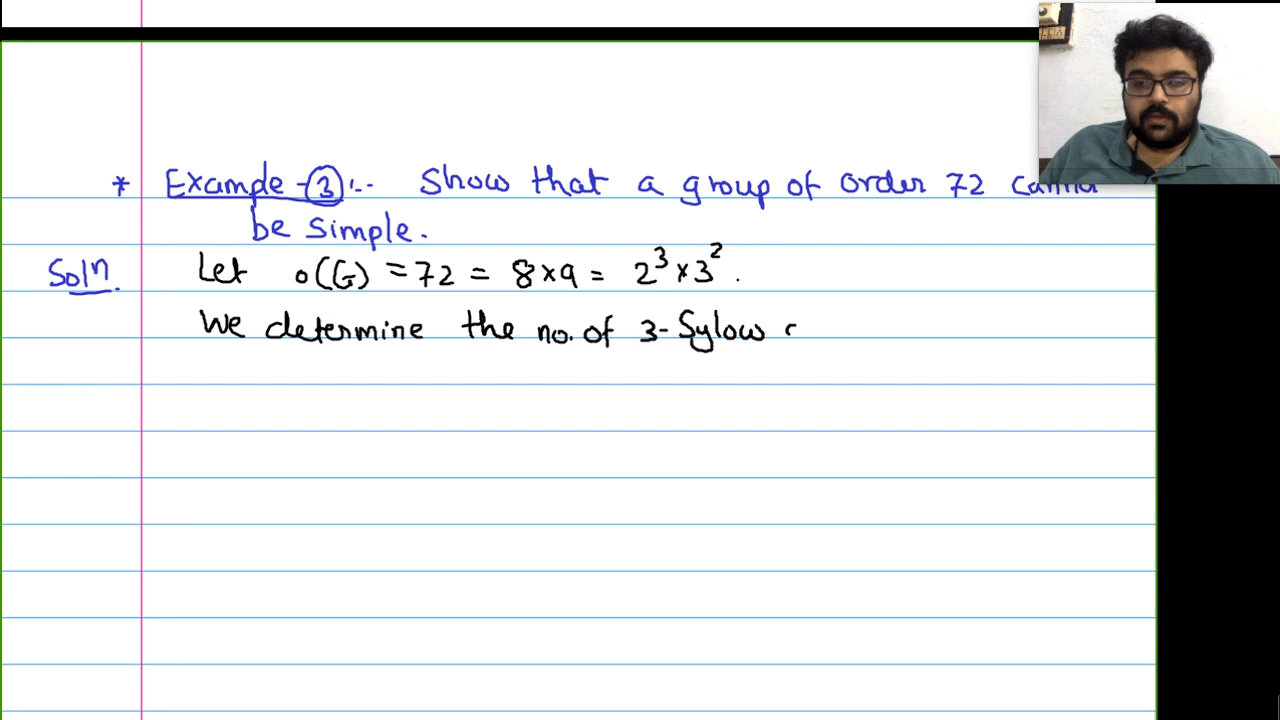 * Example-③:- Show that a group of order 72
be simple.
Soln. Let o(G) = 72 = 8×9 = 2³×3².
We determine the no. of 3-Sylow